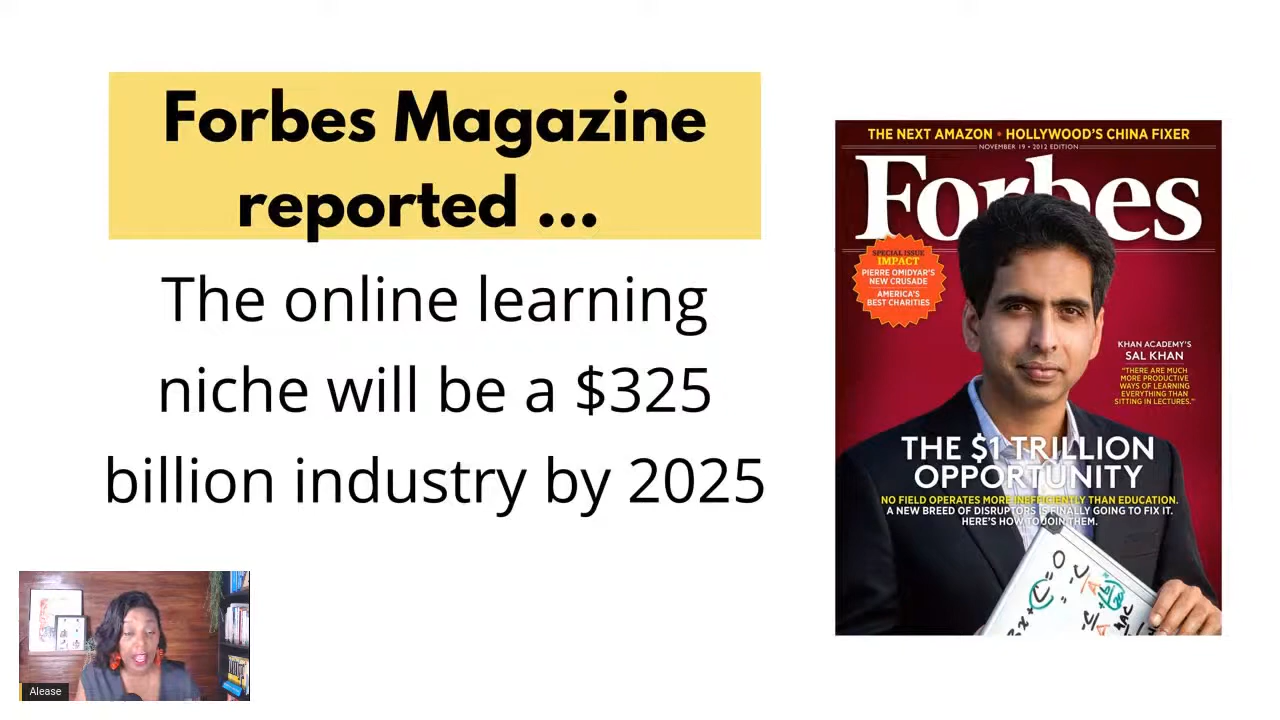 Forbes Magazine
reported ...
The online learning
niche will be a $325
billion industry by 2025
THE NEXT AMAZON • HOLLYWOOD'S CHINA FIXER
NOVEMBER 19 • 2012 EDITION
Forbes
SPECIAL ISSUE
IMPACT
PIERRE OMIDYAR'S
NEW CRUSADE
AMERICA'S
BEST CHARITIES
KHAN ACADEMY'S
SAL KHAN
"THERE ARE MUCH
MORE PRODUCTIVE
WAYS OF LEARNING
EVERYTHING THAN
SITTING IN LECTURES."
THE $1 TRILLION
OPPORTUNITY
NO FIELD OPERATES MORE INEFFICIENTLY THAN EDUCATION.
A NEW BREED OF DISRUPTORS IS FINALLY GOING TO FIX IT.
HERE'S HOW TO JOIN THEM.
Alease